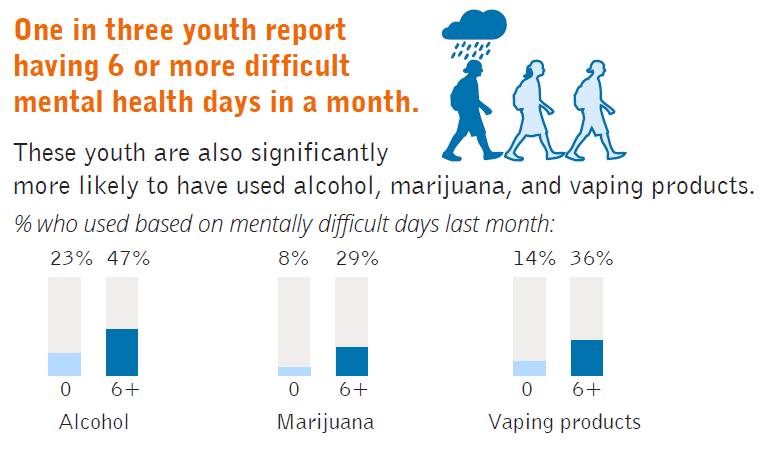 One in three youth report
having 6 or more difficult
mental health days in a month.
These youth are also significantly
more likely to have used alcohol, marijuana, and vaping products.
% who used based on mentally difficult days last month:
23% 47% 8% 29% 14% 36%
0 6+ 0 6+ 0 6+
Alcohol Marijuana Vaping products